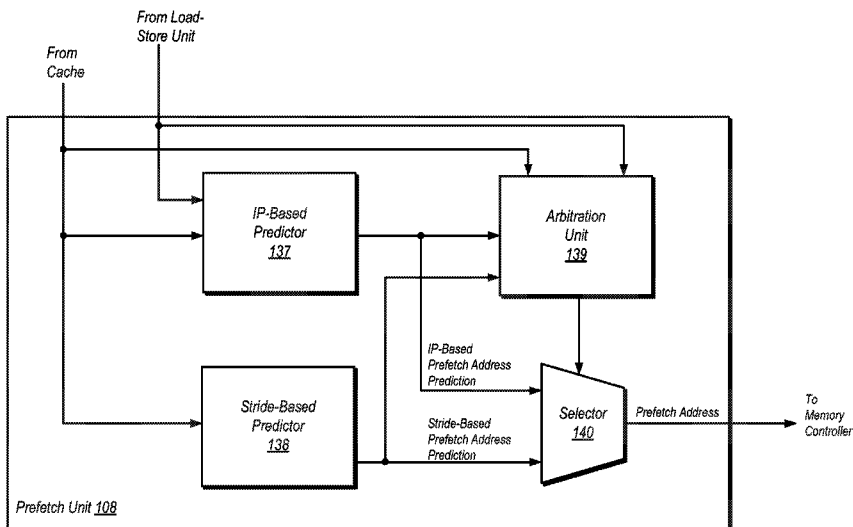 From Load-
Store Unit
From
Cache
IP-Based
Predictor
137
Arbitration
Unit
139
IP-Based
Prefetch Address
Prediction
Stride-Based
Predictor
138
Stride-Based
Prefetch Address
Prediction
Selector
140
Prefetch Address
To
Memory
Controller
Prefetch Unit 108